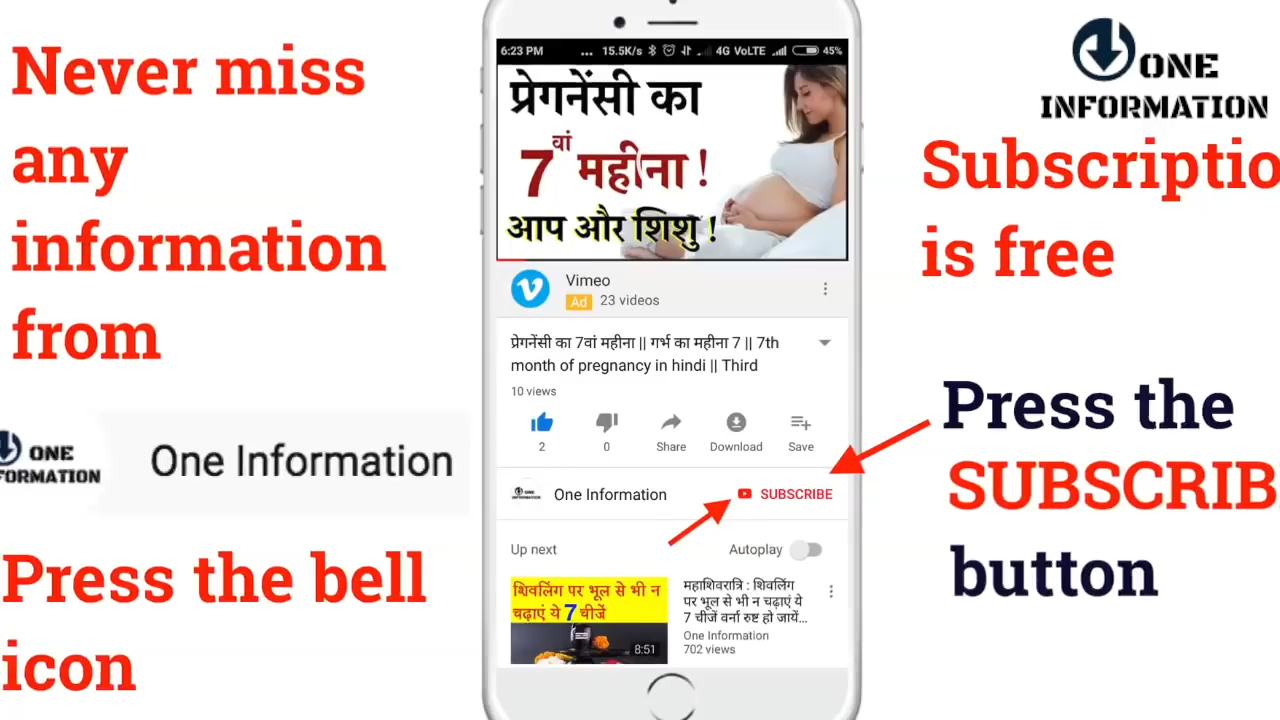 Never miss
any
information
from
ONE
FORMATION
One Information
Press the bell
icon
6:23 PM ... 15.5K/s 4G VoLTE 45%
प्रेगनेंसी का
7वां महीना !
आप और शिशु !
Vimeo
Ad 23 videos
प्रेगनेंसी का 7वां महीना || गर्भ का महीना 7 || 7th
month of pregnancy in hindi || Third
10 views
2 0 Share Download Save
One Information SUBSCRIBE
Up next Autoplay
शिवलिंग पर भूल से भी न
चढ़ाएं ये 7 चीजें
8:51
महाशिवरात्रि : शिवलिंग
पर भूल से भी न चढ़ाएं ये
7 चीजें वर्ना रुष्ट हो जायें...
One Information
702 views
ONE
INFORMATION
Subscriptio
is free
Press the
SUBSCRIB
button